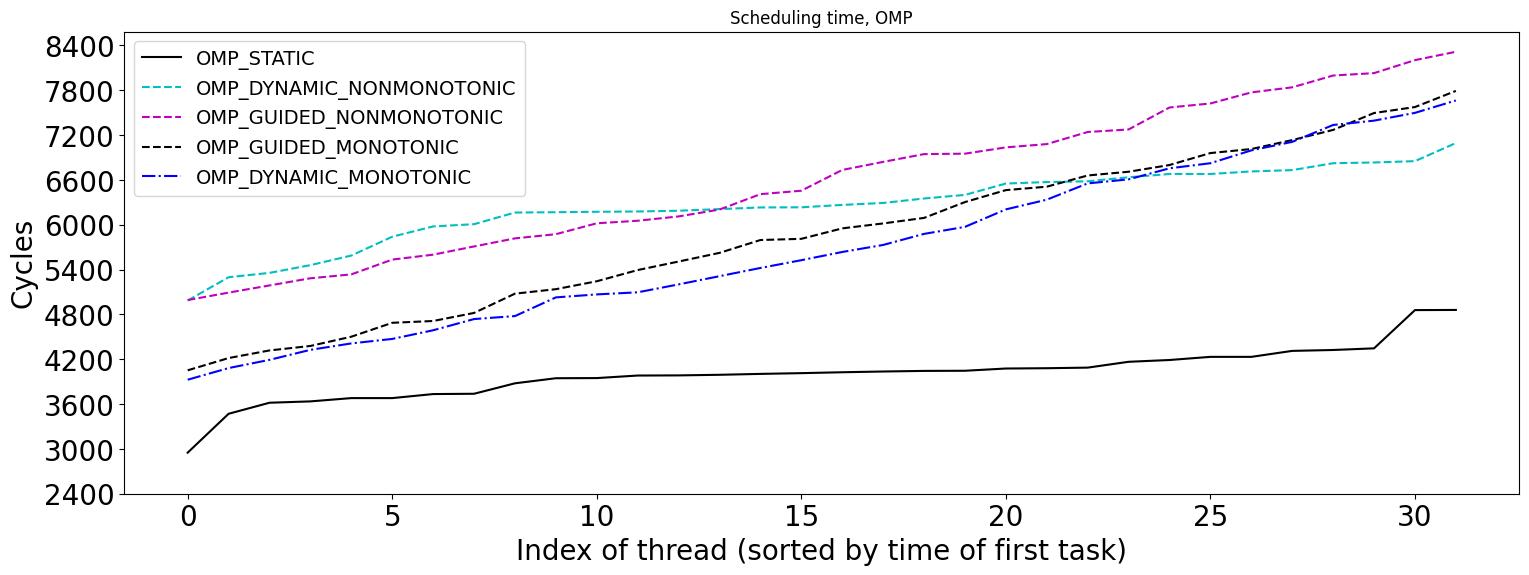 Scheduling time, OMP
OMP_STATIC
OMP_DYNAMIC_NONMONOTONIC
OMP_GUIDED_NONMONOTONIC
OMP_GUIDED_MONOTONIC
OMP_DYNAMIC_MONOTONIC
Cycles
8400
7800
7200
6600
6000
5400
4800
4200
3600
3000
2400
0 5 10 15 20 25 30
Index of thread (sorted by time of first task)